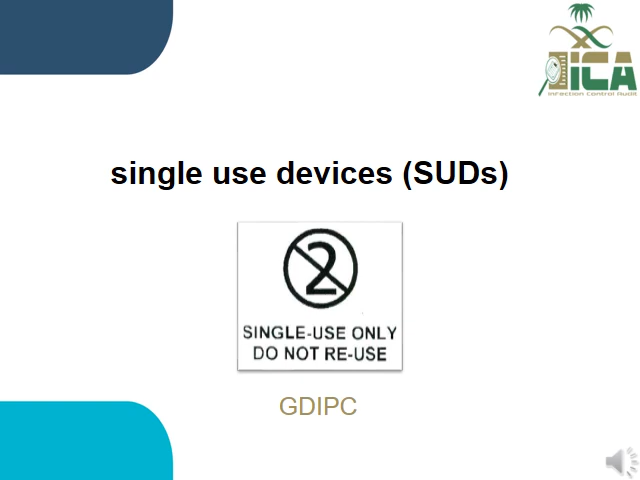 iCA
Infection Control Audit
single use devices (SUDs)
2
SINGLE-USE ONLY
DO NOT RE-USE
GDIPC